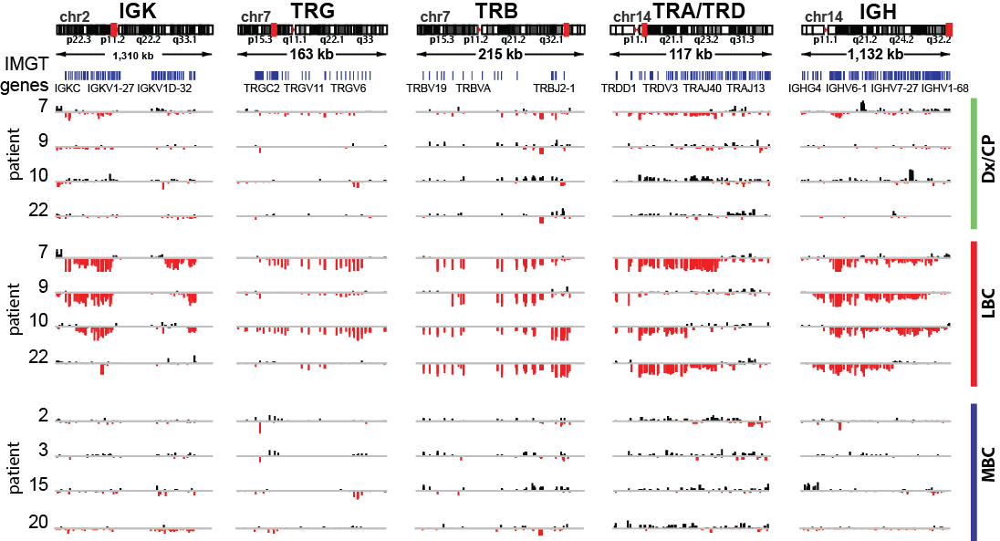 chr2 IGK
chr7 TRG
chr7 TRB
chr14 TRA/TRD
chr14 IGH
p22.3 p11.2 q22.2 q33.1
p15.3 q11.1 q22.1 q33
p15.3 p11.2 q21.2 q32.1
p11.1 q21.1 q23.2 q31.3
p11.1 q21.2 q24.2 q32.2
1,310 kb
163 kb
215 kb
117 kb
1,132 kb
IMGT
genes
IGKC IGKV1-27 IGKV1D-32
TRGC2 TRGV11 TRGV6
TRBV19 TRBVA TRBJ2-1
TRDD1 TRDV3 TRAJ40 TRAJ13
IGHG4 IGHV6-1 IGHV7-27 IGHV1-68
patient
7
9
10
22
Dx/CP
patient
7
9
10
22
LBC
patient
2
3
15
20
MBC